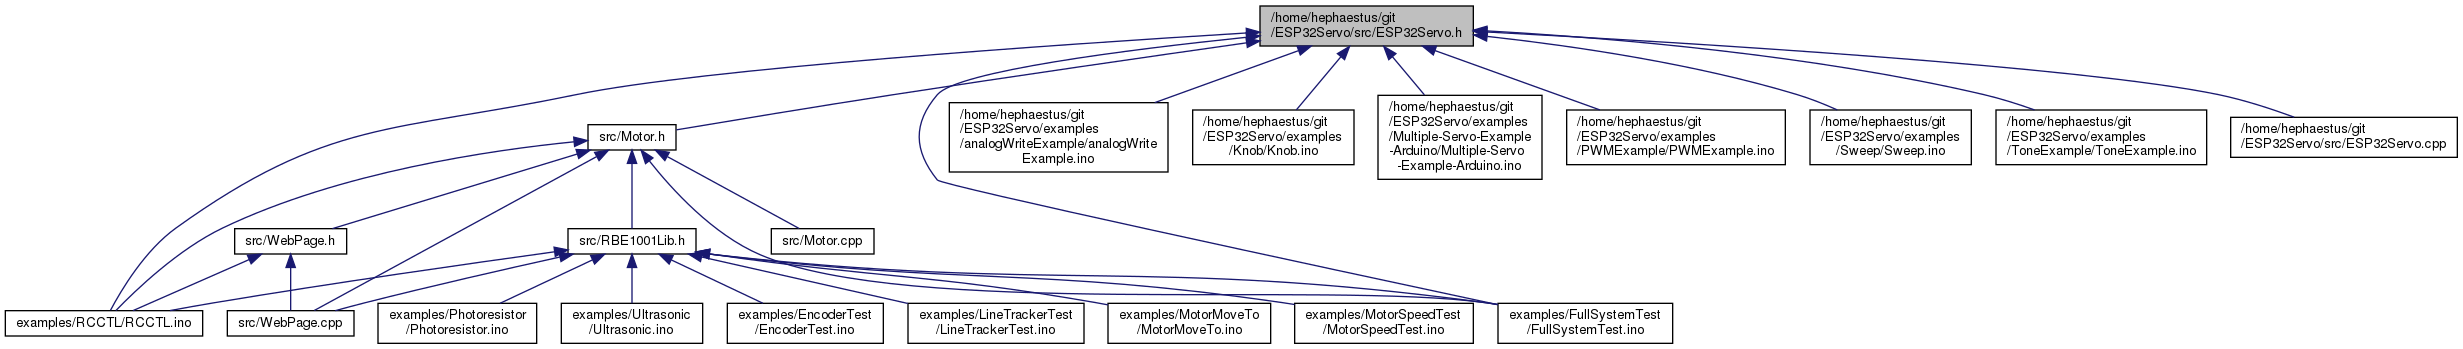 /home/hephaestus/git
/ESP32Servo/src/ESP32Servo.h
src/Motor.h
/home/hephaestus/git
/ESP32Servo/examples
/analogWriteExample/analogWrite
Example.ino
/home/hephaestus/git
/ESP32Servo/examples
/Knob/Knob.ino
/home/hephaestus/git
/ESP32Servo/examples
/Multiple-Servo-Example
-Arduino/Multiple-Servo
-Example-Arduino.ino
/home/hephaestus/git
/ESP32Servo/examples
/PWMExample/PWMExample.ino
/home/hephaestus/git
/ESP32Servo/examples
/Sweep/Sweep.ino
/home/hephaestus/git
/ESP32Servo/examples
/ToneExample/ToneExample.ino
/home/hephaestus/git
/ESP32Servo/src/ESP32Servo.cpp
src/WebPage.h
src/RBE1001Lib.h
src/Motor.cpp
examples/RCCTL/RCCTL.ino
src/WebPage.cpp
examples/Photoresistor
/Photoresistor.ino
examples/Ultrasonic
/Ultrasonic.ino
examples/EncoderTest
/EncoderTest.ino
examples/LineTrackerTest
/LineTrackerTest.ino
examples/MotorMoveTo
/MotorMoveTo.ino
examples/MotorSpeedTest
/MotorSpeedTest.ino
examples/FullSystemTest
/FullSystemTest.ino